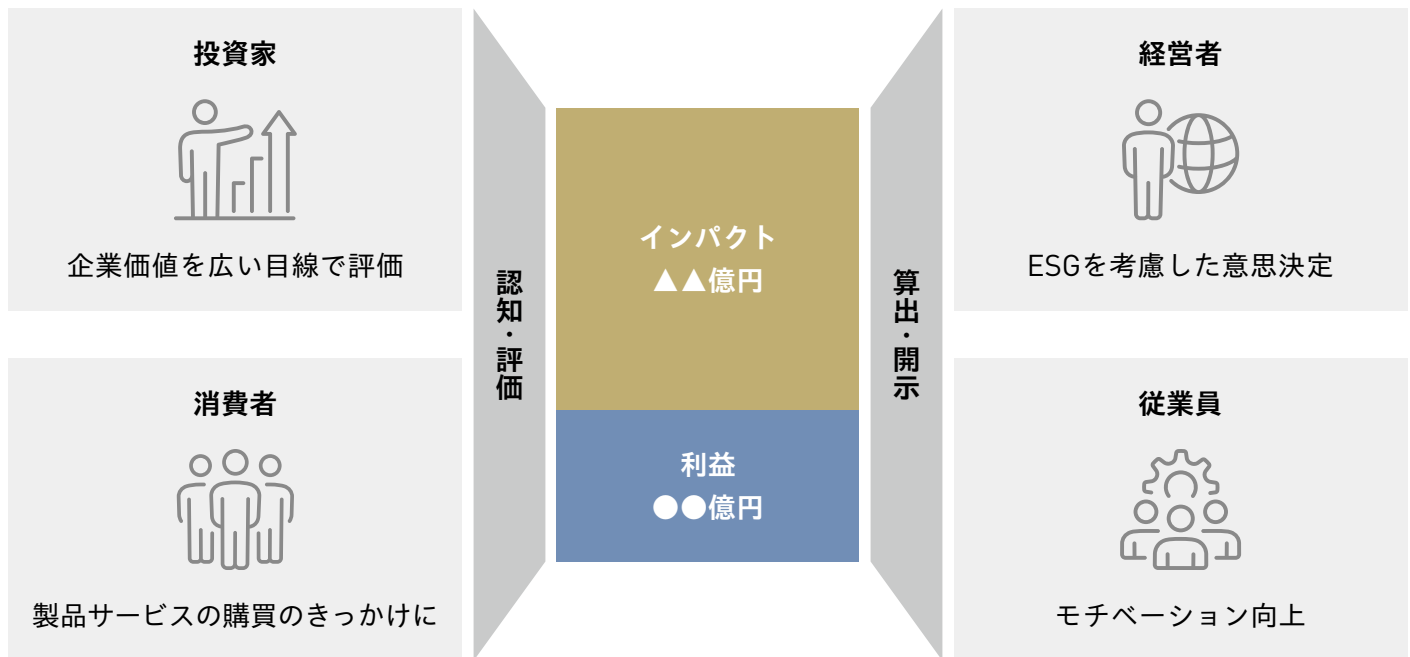 投資家
企業価値を広い目線で評価
消費者
製品サービスの購買のきっかけに
認知・評価
インパクト
▲▲億円
利益
●●億円
算出・開示
経営者
ESGを考慮した意思決定
従業員
モチベーション向上